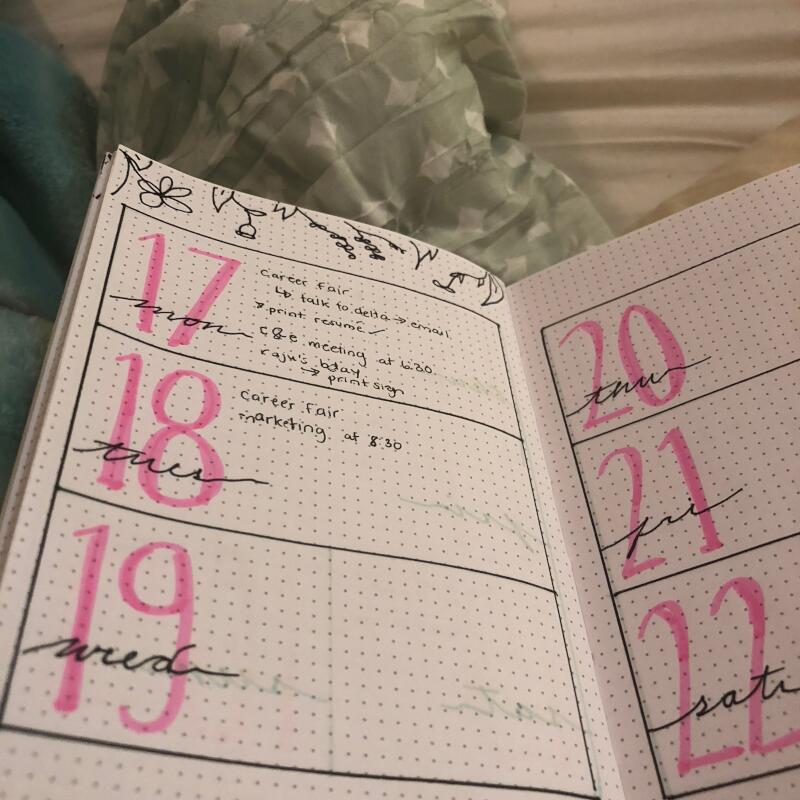 17
mon
career fair
↳ talk to delta → email
→ print resume ✓
c&e meeting at 6:30
raju's bday
→ print sign
18
tues
career fair
marketing at 8:30
19
wed
20
thur
21
fri
22
sat